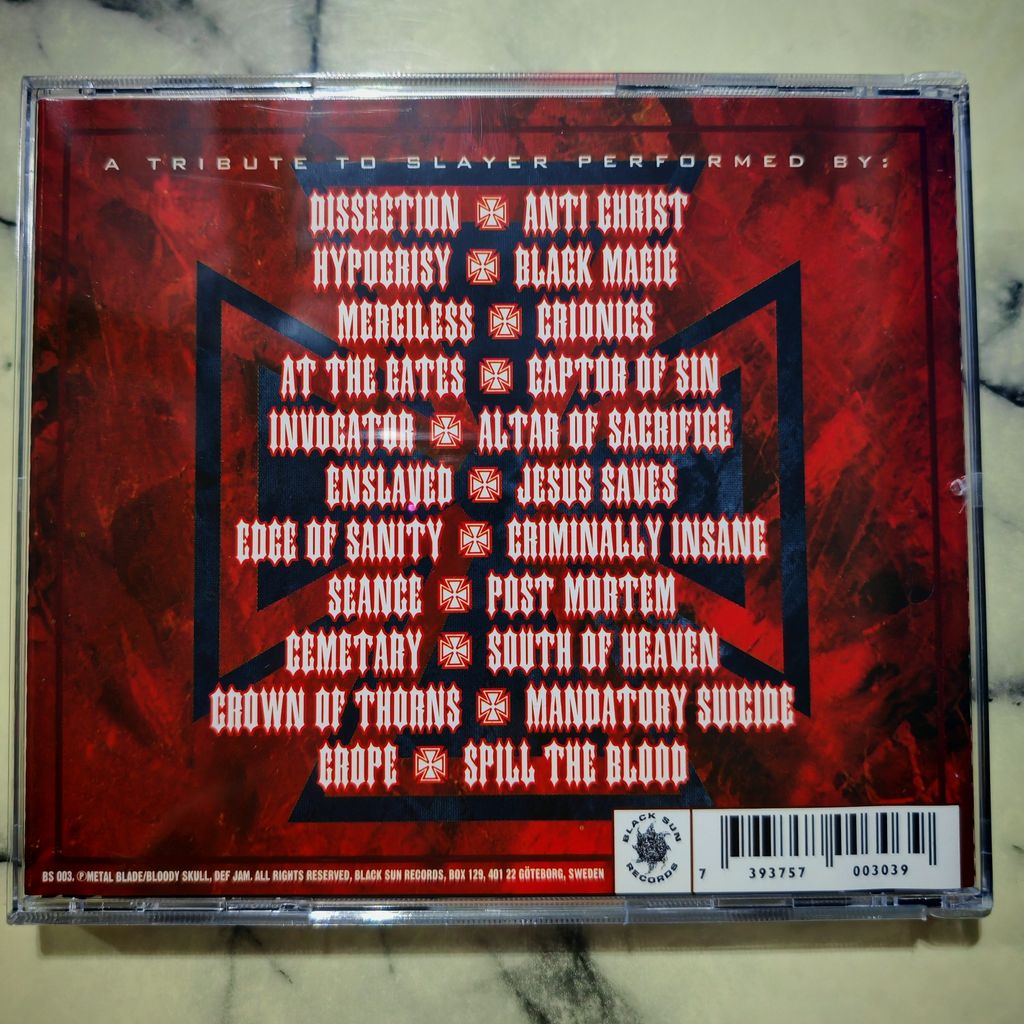 A TRIBUTE TO SLAYER PERFORMED BY:
DISSECTION ANTI CHRIST
HYPOCRISY BLACK MAGIC
MERCILESS CRIONICS
AT THE GATES CAPTOR OF SIN
INVOCATOR ALTAR OF SACRIFICE
ENSLAVED JESUS SAVES
EDGE OF SANITY CRIMINALLY INSANE
SEANCE POST MORTEM
CEMETARY SOUTH OF HEAVEN
CROWN OF THORNS MANDATORY SUICIDE
GROPE SPILL THE BLOOD
BLACK SUN RECORDS
7 393757 003039
BS 003. ℗METAL BLADE/BLOODY SKULL, DEF JAM. ALL RIGHTS RESERVED, BLACK SUN RECORDS, BOX 129, 401 22 GÖTEBORG, SWEDEN